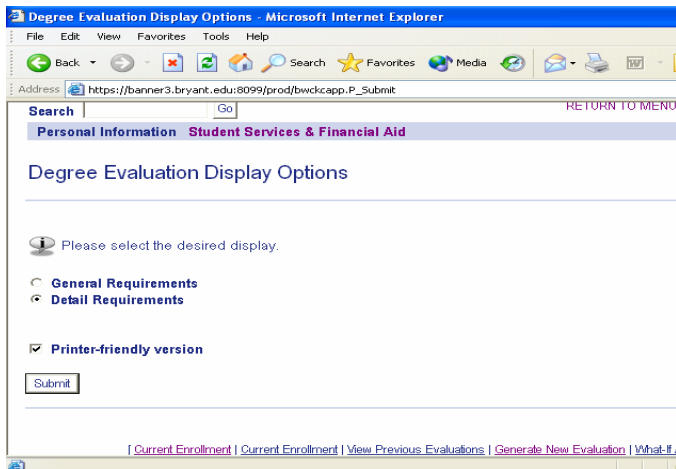 Degree Evaluation Display Options - Microsoft Internet Explorer
File Edit View Favorites Tools Help
Back Search Favorites Media W
Address https://banner3.bryant.edu:8099/prod/bwckcapp.P_Submit
Search Go RETURN TO MENU
Personal Information Student Services & Financial Aid
Degree Evaluation Display Options
Please select the desired display.
General Requirements
Detail Requirements
Printer-friendly version
Submit
[ Current Enrollment | Current Enrollment | View Previous Evaluations | Generate New Evaluation | What-If